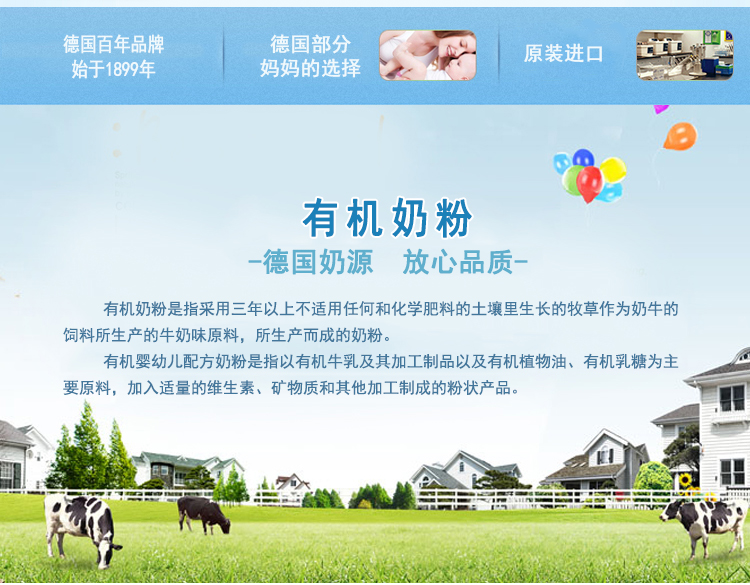 德国百年品牌
始于1899年
德国部分
妈妈的选择
原装进口
有机奶粉
-德国奶源 放心品质-
有机奶粉是指采用三年以上不适用任何和化学肥料的土壤里生长的牧草作为奶牛的
饲料所生产的牛奶味原料，所生产而成的奶粉。
有机婴幼儿配方奶粉是指以有机牛乳及其加工制品以及有机植物油、有机乳糖为主
要原料，加入适量的维生素、矿物质和其他加工制成的粉状产品。